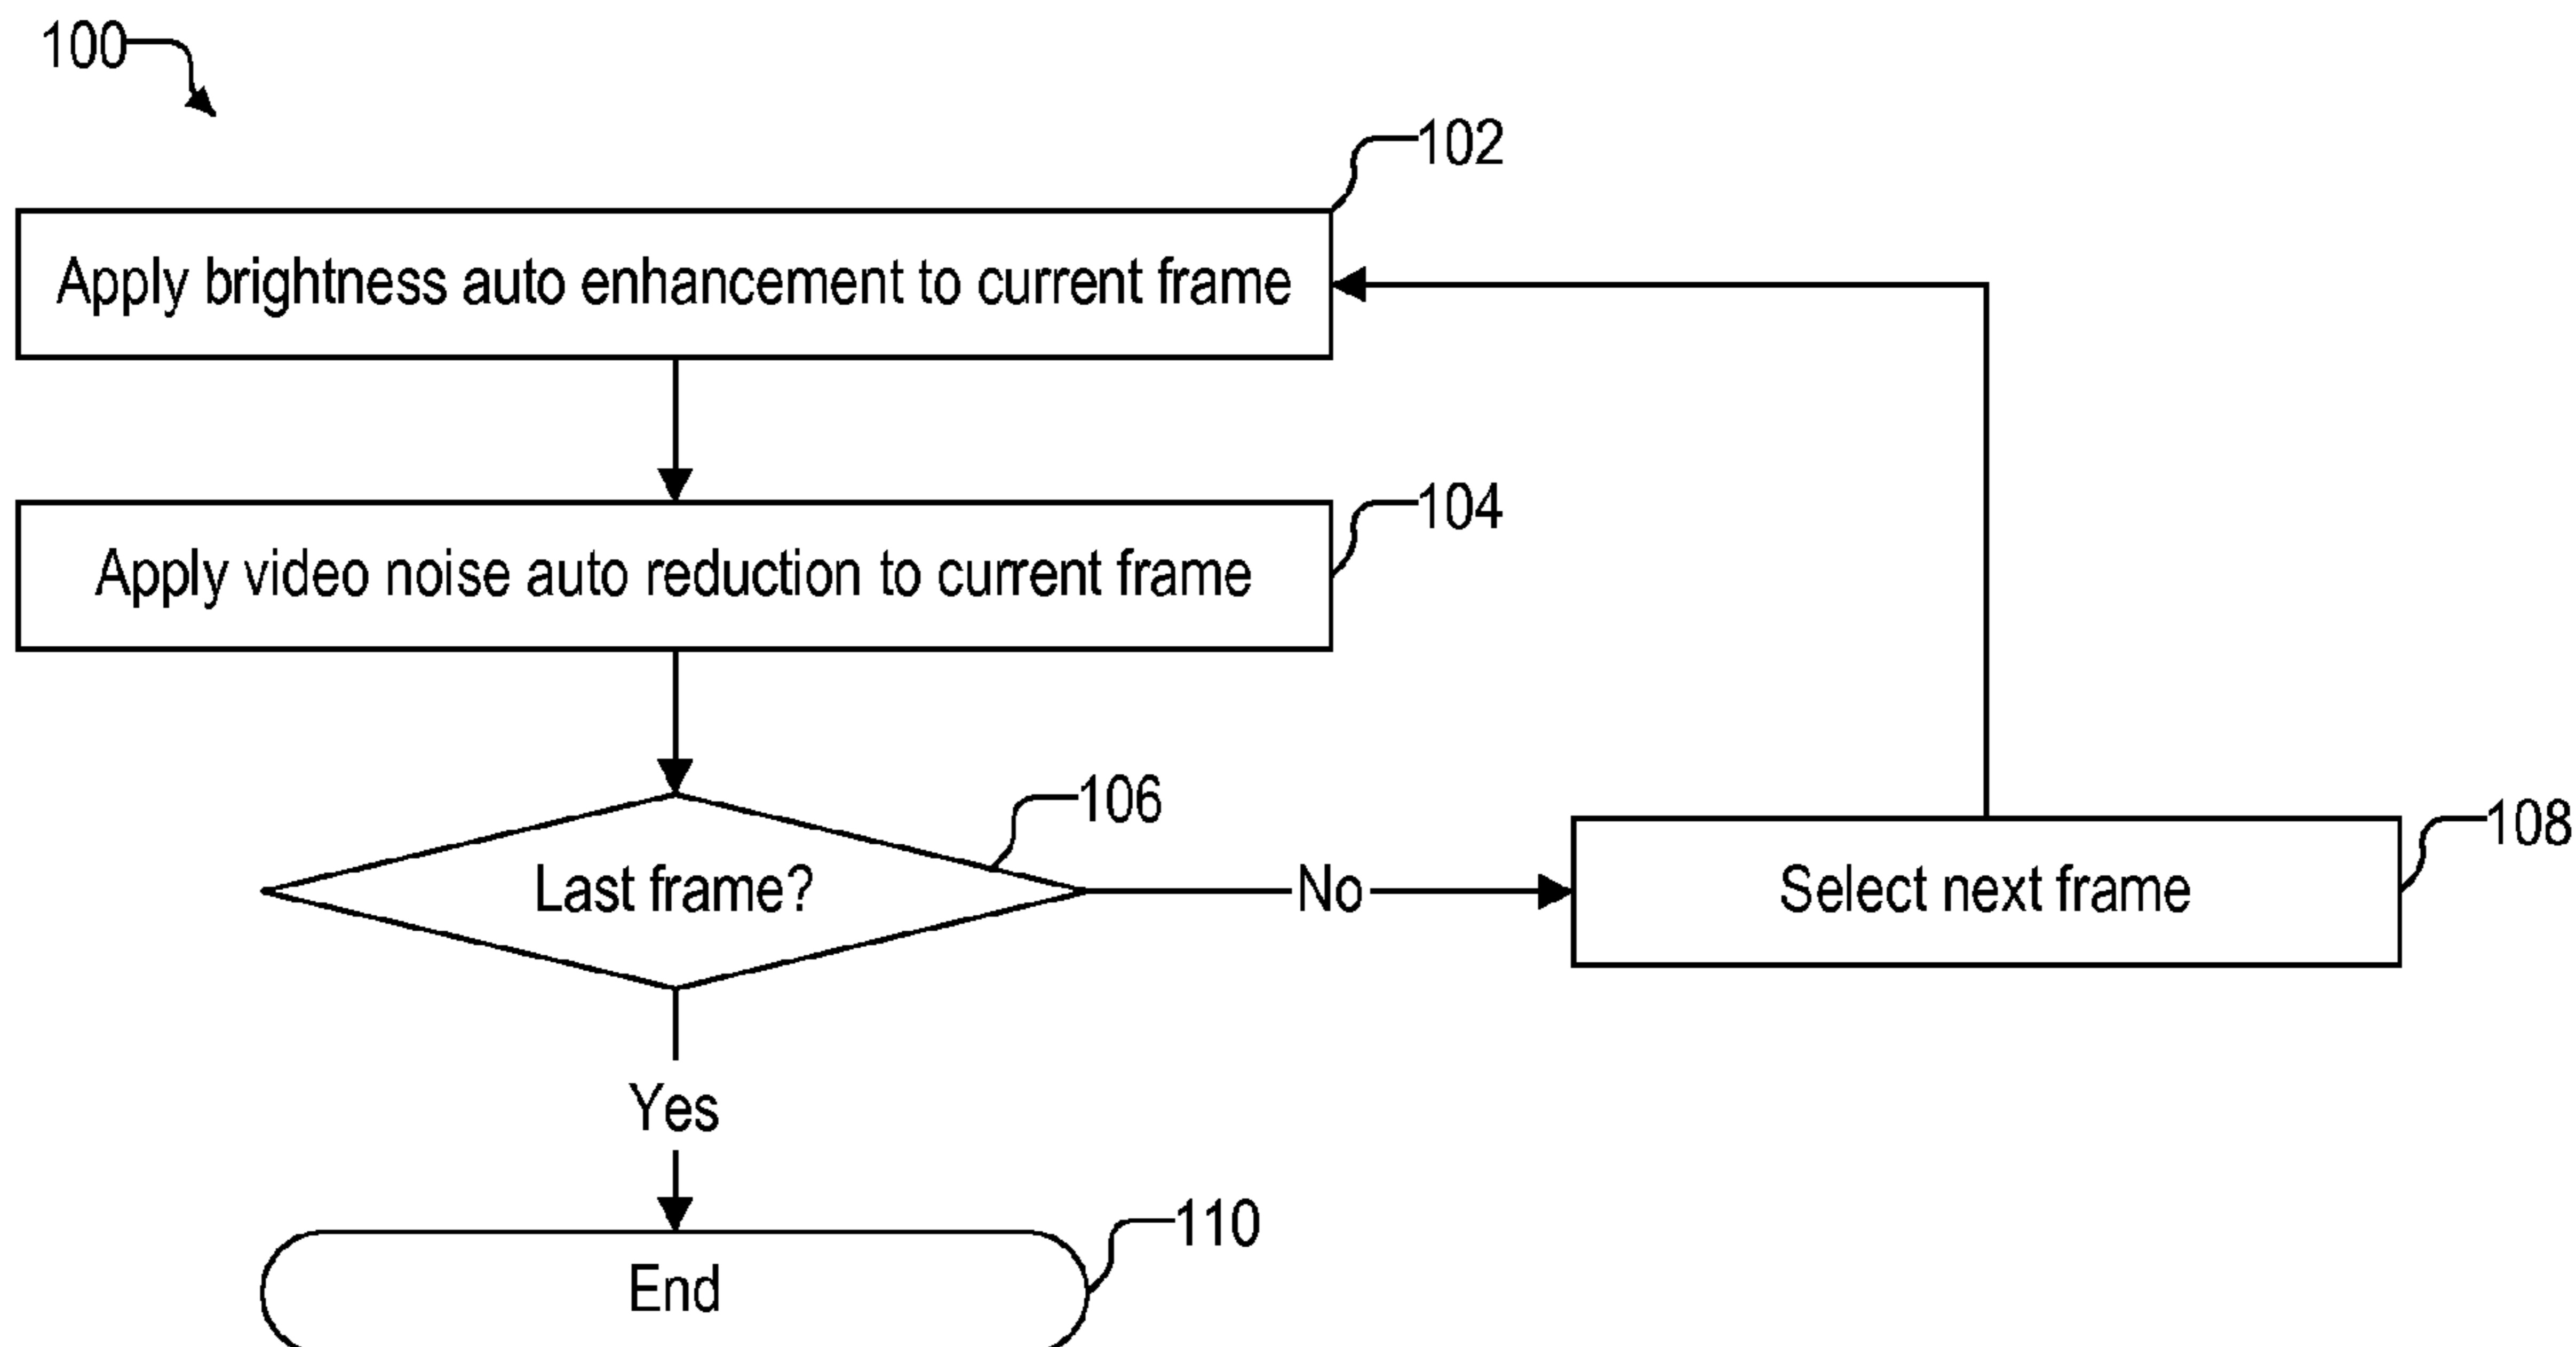 100
102
Apply brightness auto enhancement to current frame
104
Apply video noise auto reduction to current frame
106
Last frame?
No
108
Select next frame
Yes
110
End